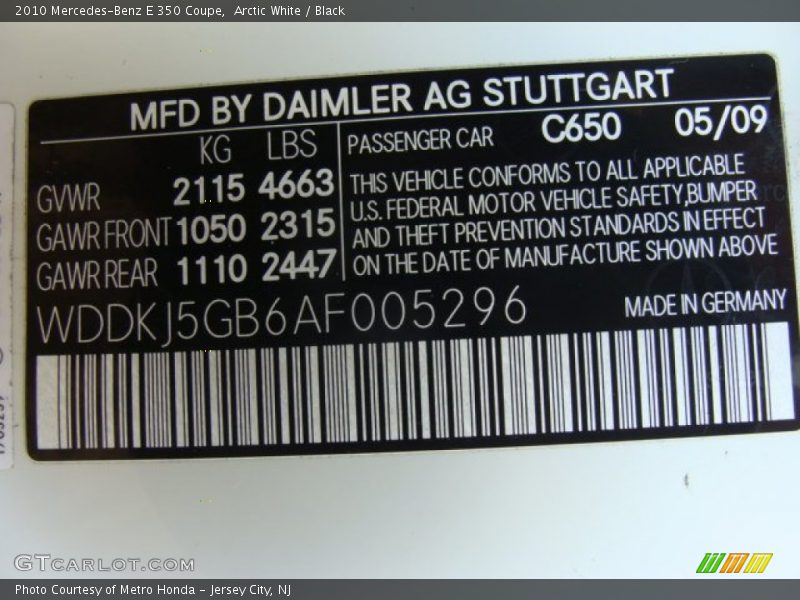 2010 Mercedes-Benz E 350 Coupe, Arctic White / Black
MFD BY DAIMLER AG STUTTGART
KG LBS
GVWR 2115 4663
GAWR FRONT 1050 2315
GAWR REAR 1110 2447
PASSENGER CAR C650 05/09
THIS VEHICLE CONFORMS TO ALL APPLICABLE
U.S. FEDERAL MOTOR VEHICLE SAFETY,BUMPER
AND THEFT PREVENTION STANDARDS IN EFFECT
ON THE DATE OF MANUFACTURE SHOWN ABOVE
WDDKJ5GB6AF005296
MADE IN GERMANY
GTCARLOT.COM
Photo Courtesy of Metro Honda - Jersey City, NJ